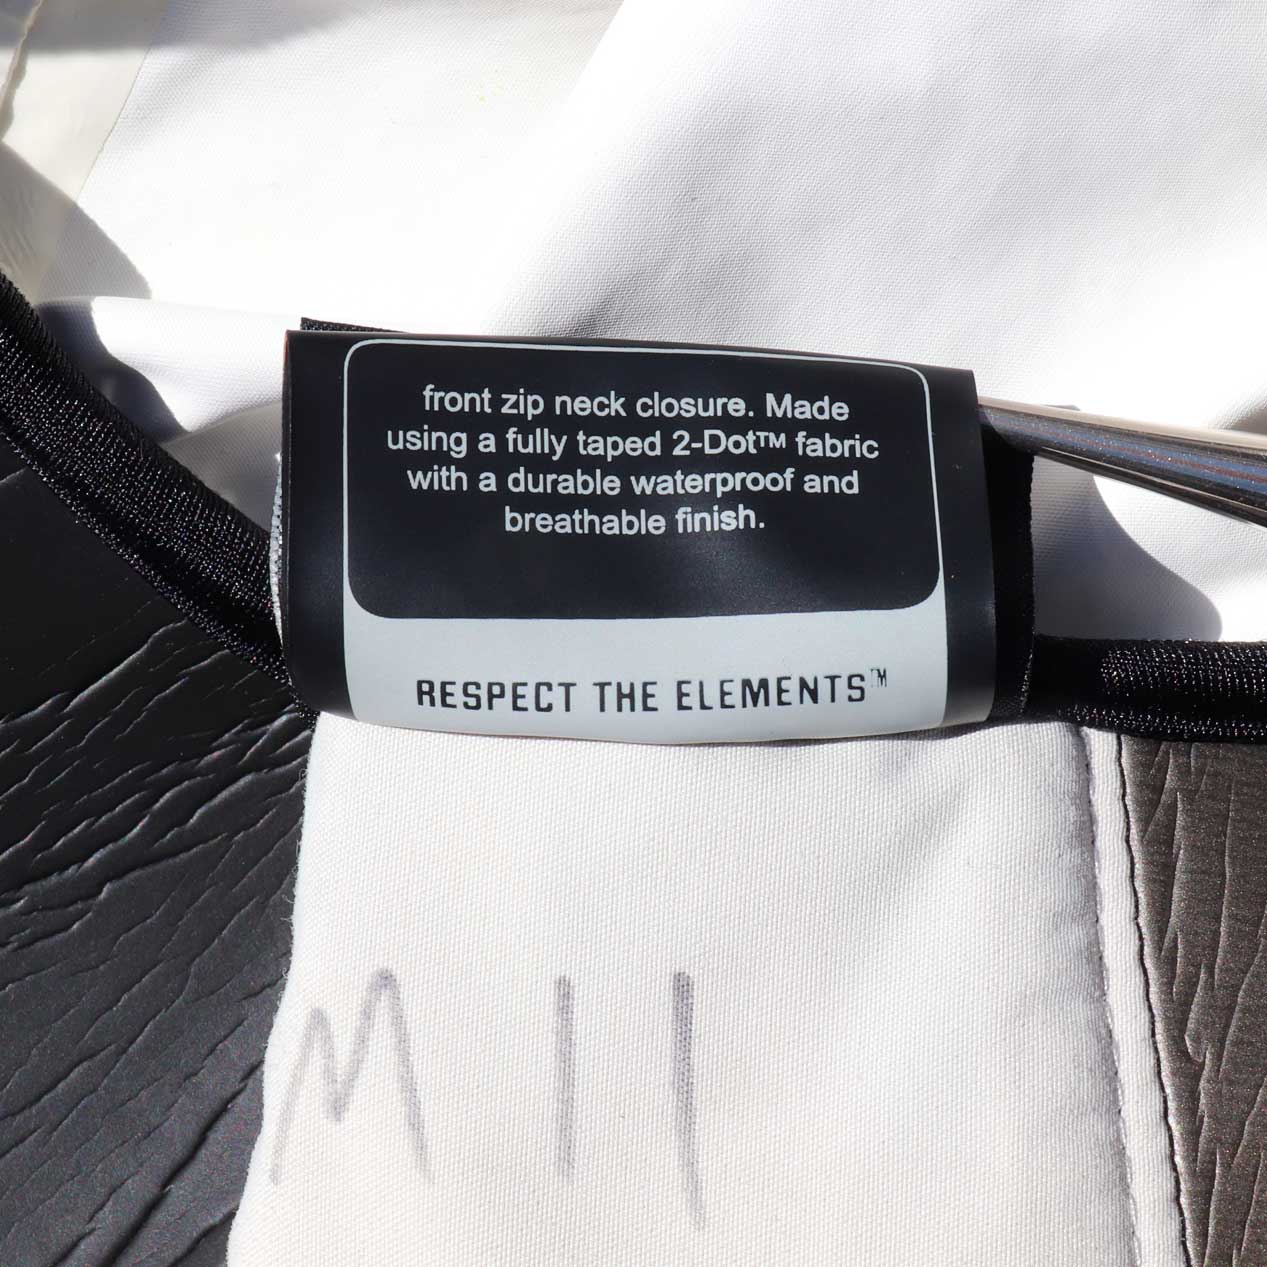 front zip neck closure. Made
using a fully taped 2-Dot™ fabric
with a durable waterproof and
breathable finish.
RESPECT THE ELEMENTS™
M 11